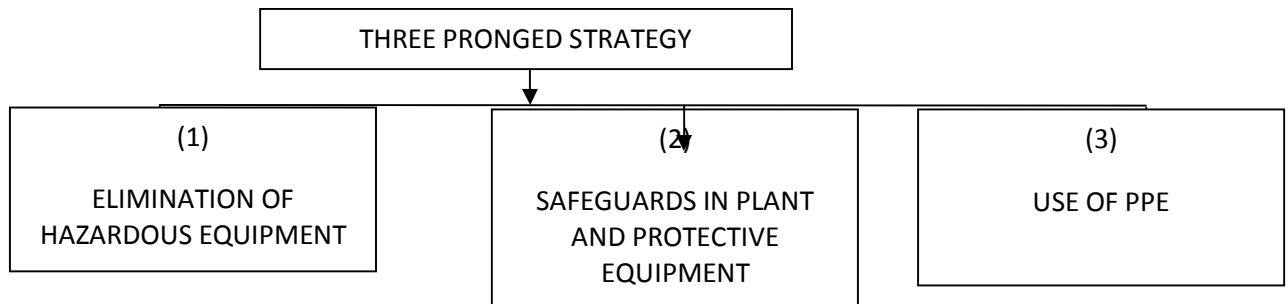 THREE PRONGED STRATEGY
(1)
ELIMINATION OF
HAZARDOUS EQUIPMENT
(2)
SAFEGUARDS IN PLANT
AND PROTECTIVE
EQUIPMENT
(3)
USE OF PPE